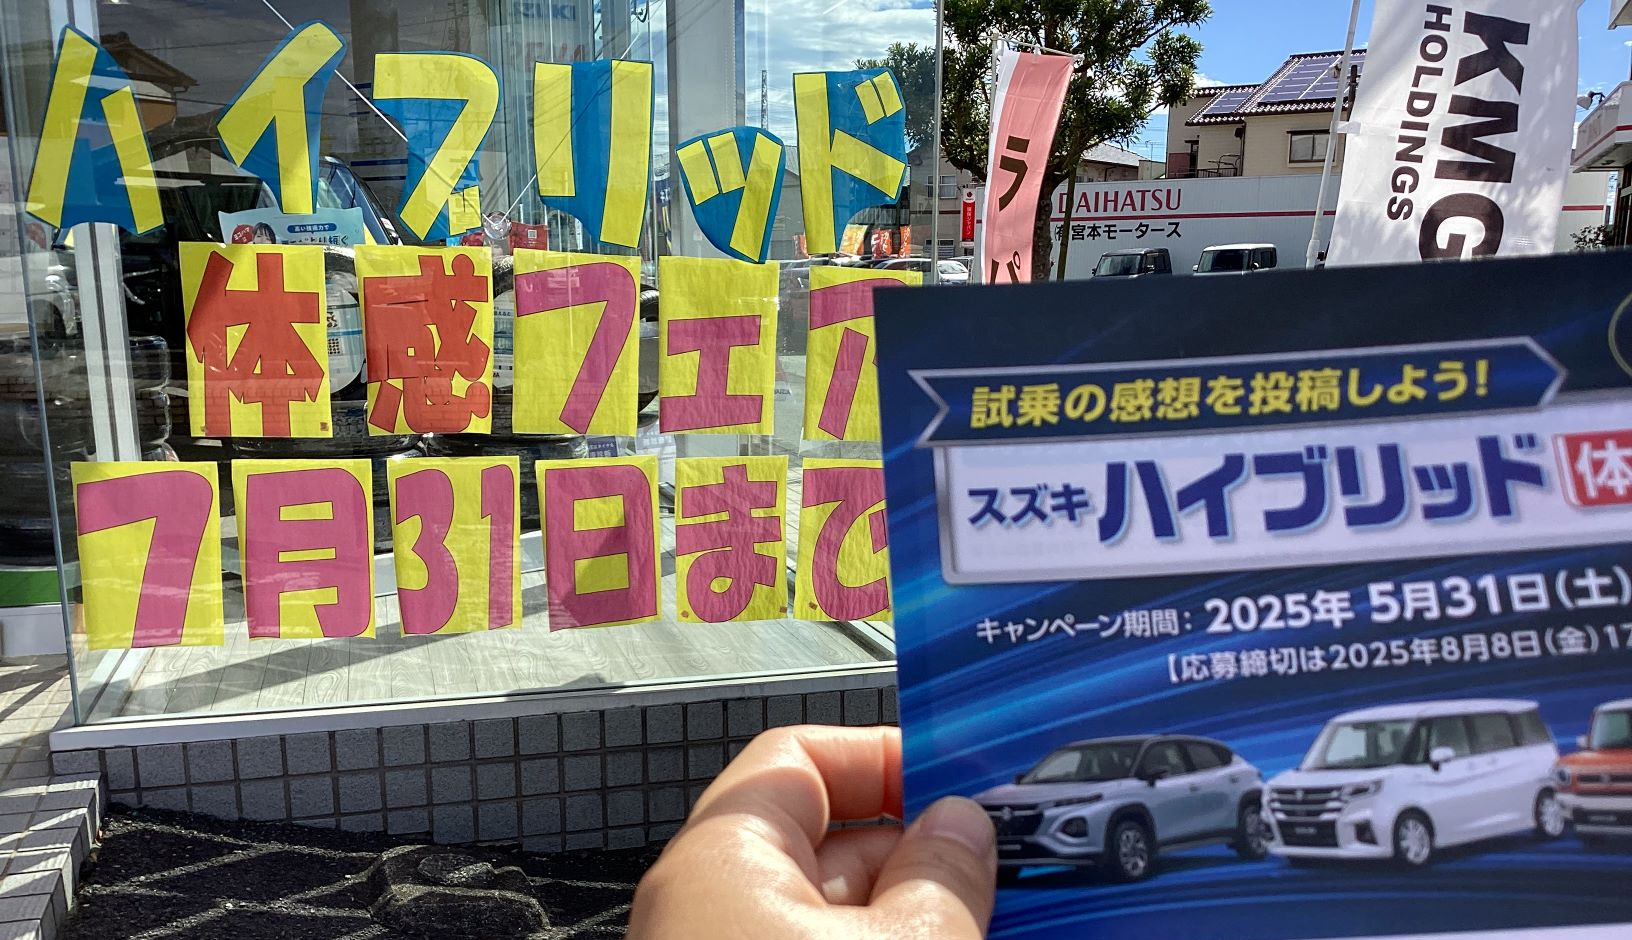 ハイブリッド
体感フェア
7月31日まで
ラパ
KMG
HOLDINGS
DAIHATSU
㈲宮本モータース
試乗の感想を投稿しよう!
スズキハイブリッド体
キャンペーン期間：2025年5月31日(土)
【応募締切は2025年8月8日(金)17